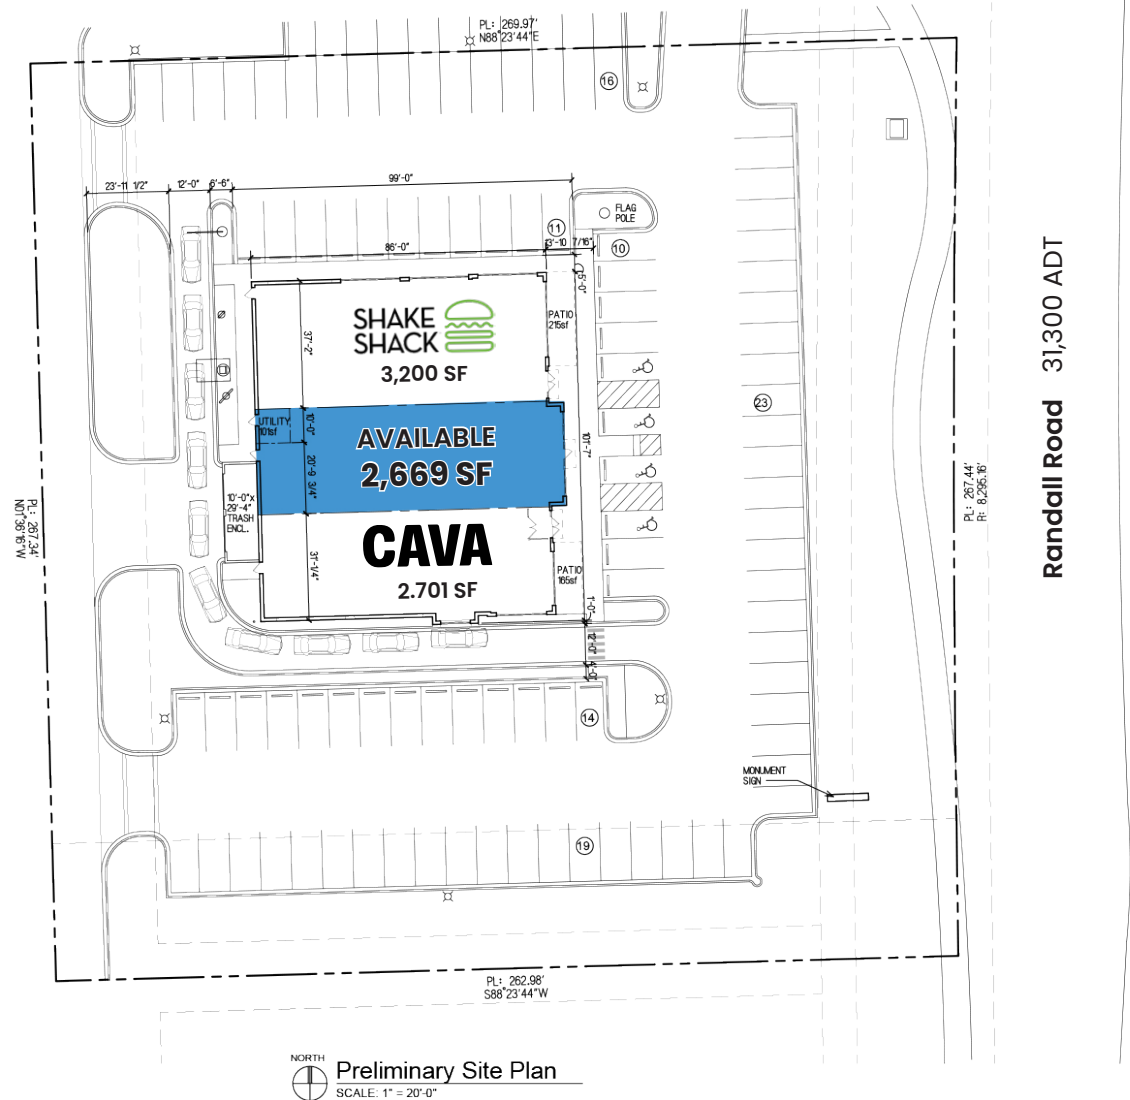 PL: 269.97'
N88°23'44"E
16
23'-11 1/2"
12'-0"
6'-6"
99'-0"
FLAG
POLE
11
10
86'-0"
13'-10 7/16"
5'-0"
SHAKE
SHACK
3,200 SF
37'-2"
PATIO
215sf
UTILITY
101sf
10'-0"
AVAILABLE
2,669 SF
20'-9 3/4"
101'-7"
23
10'-0"x
29'-4"
TRASH
ENCL.
CAVA
2.701 SF
31'-1/4"
PATIO
165sf
1'-0"
12'-0"
4'-0"
14
MONUMENT
SIGN
19
PL: 267.34'
N01°36'16"W
PL: 267.44'
R: 8,295.16'
Randall Road 31,300 ADT
PL: 262.98'
S88°23'44"W
NORTH
Preliminary Site Plan
SCALE: 1" = 20'-0"